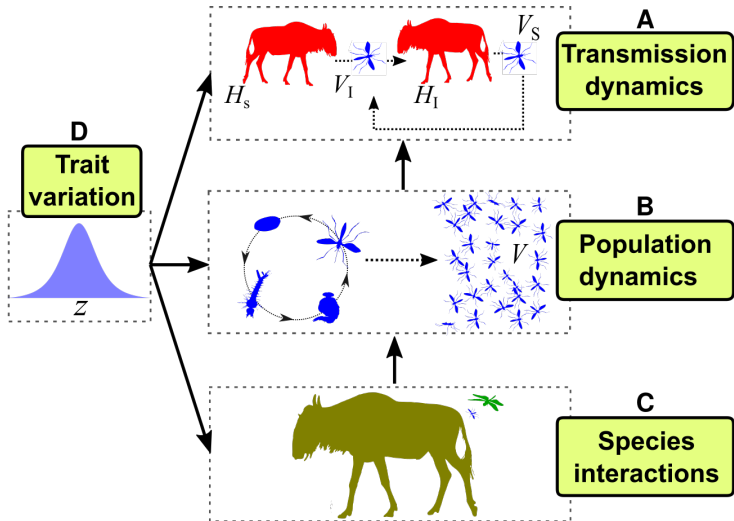 A
Transmission
dynamics
H_s
V_I
H_I
V_S
D
Trait
variation
z
B
Population
dynamics
V
C
Species
interactions